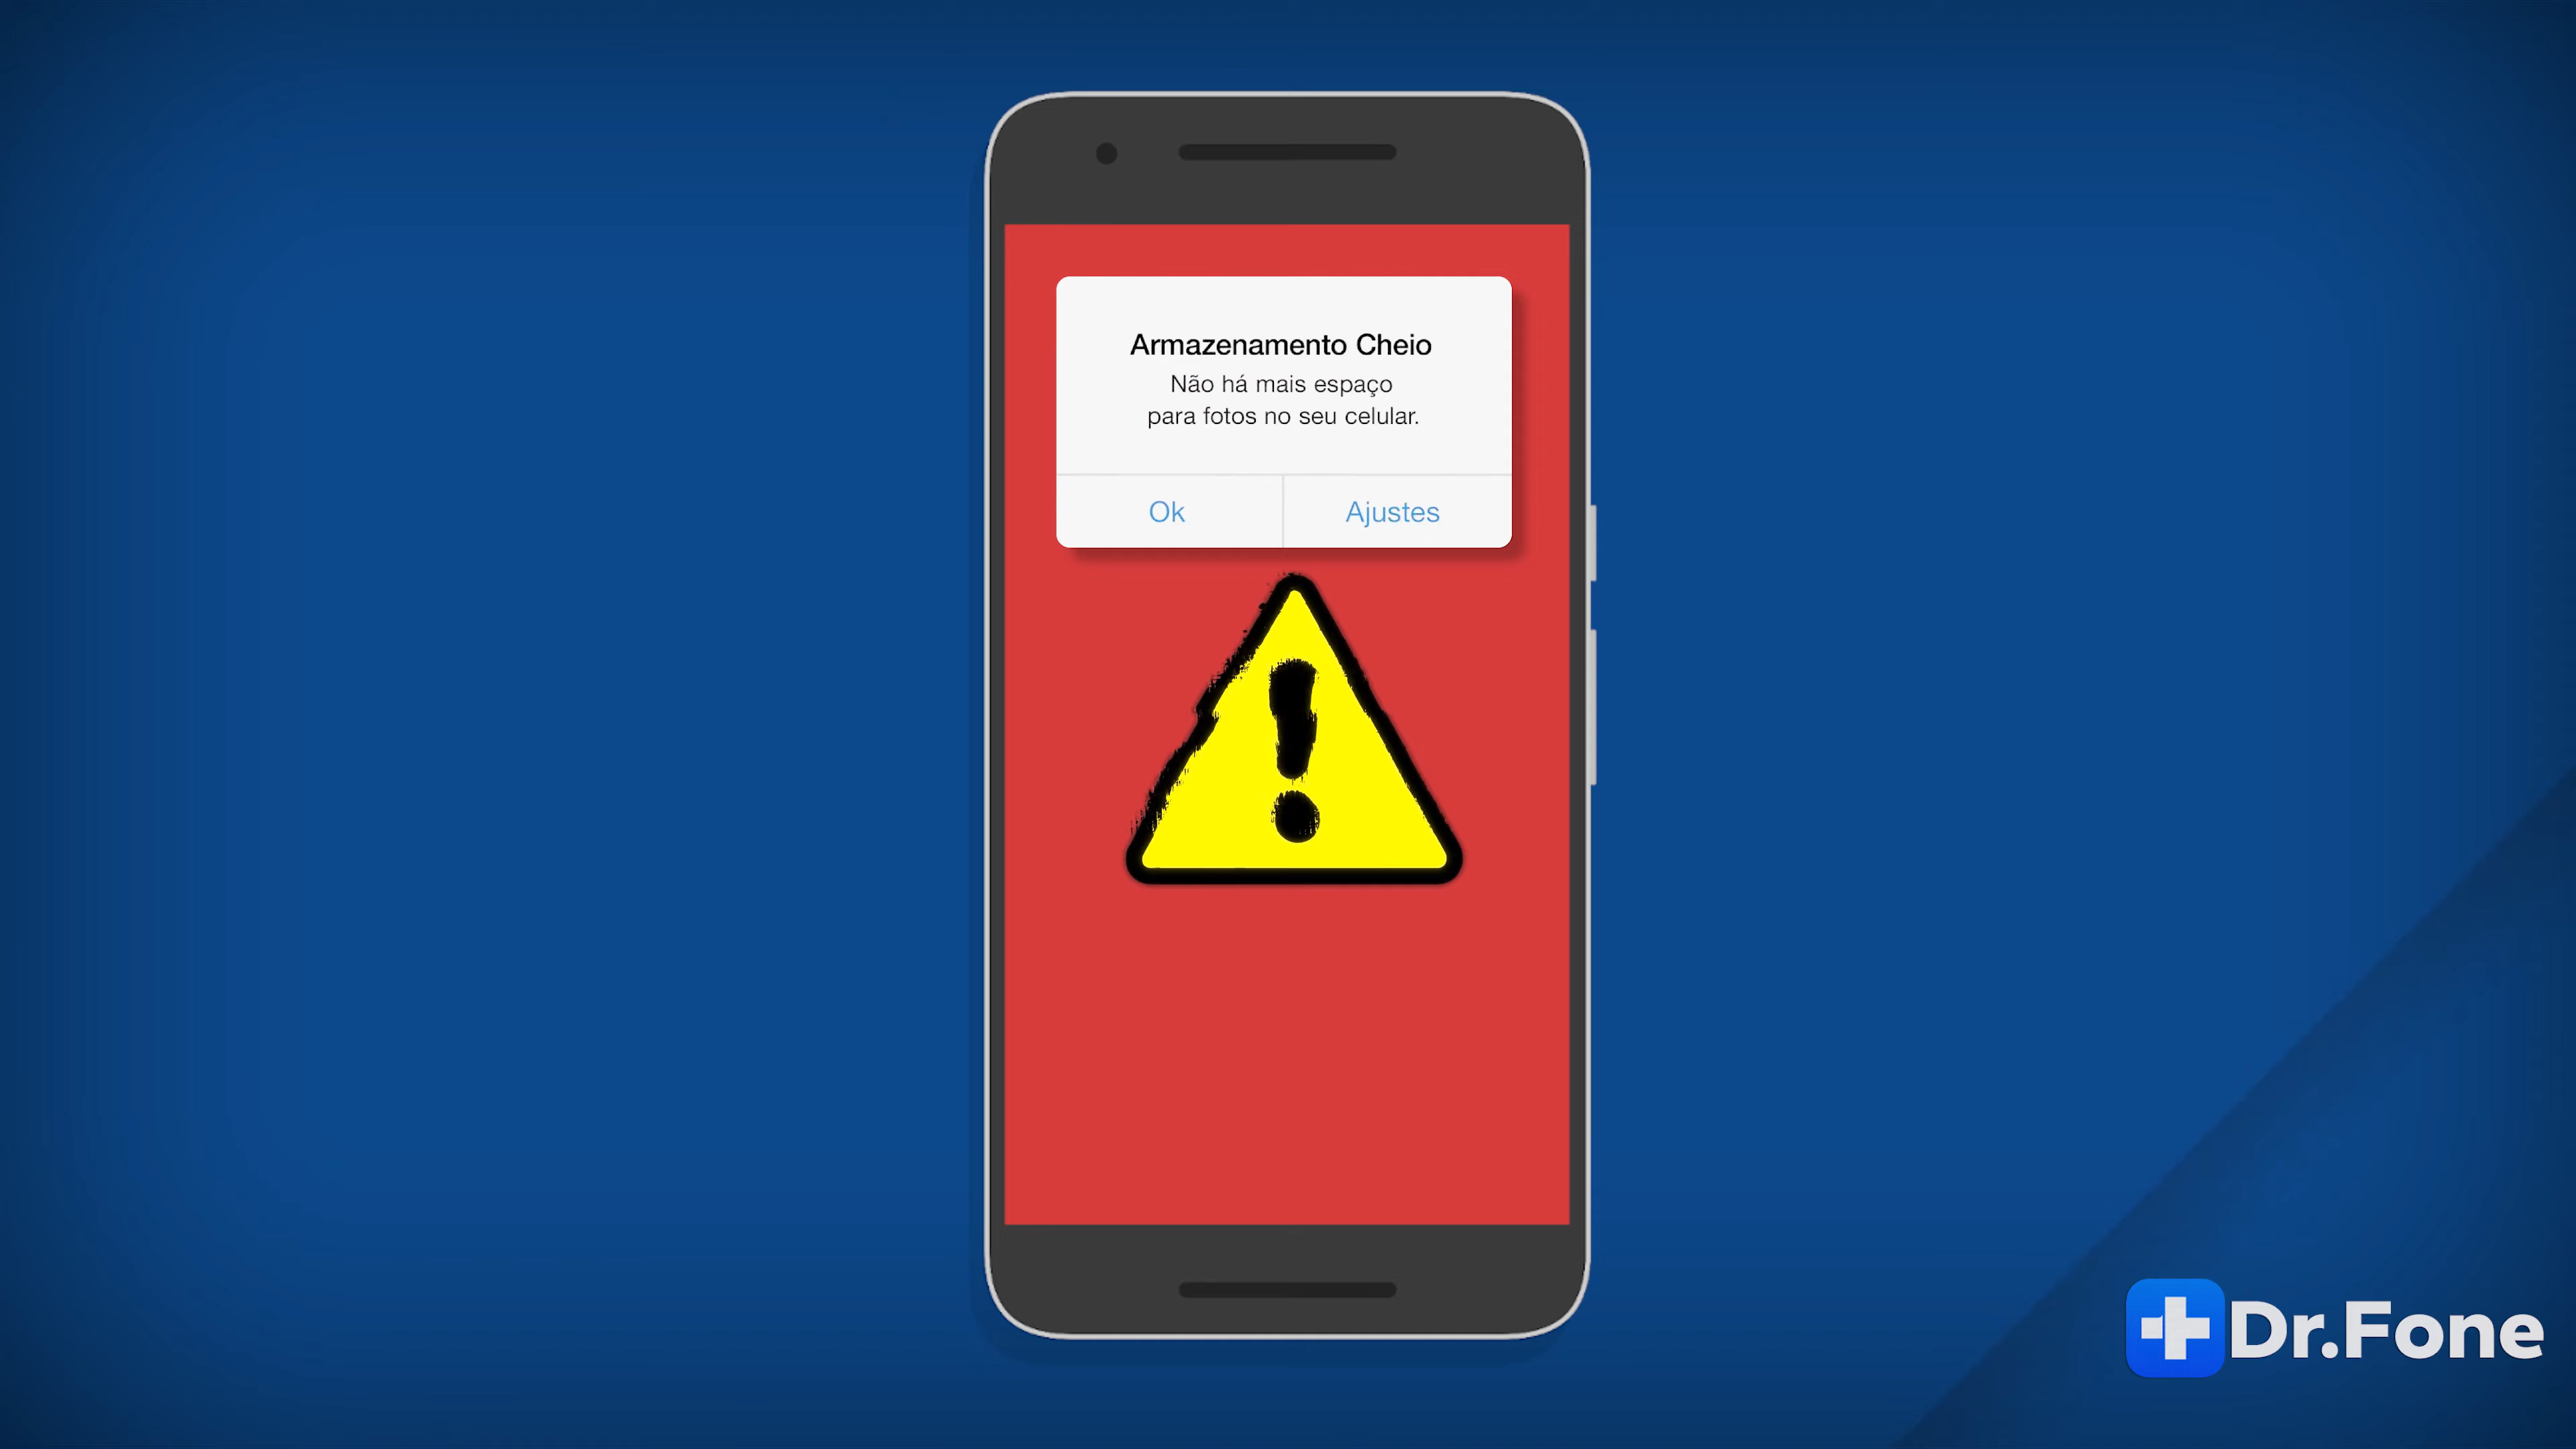 Armazenamento Cheio
Não há mais espaço
para fotos no seu celular.
Ok
Ajustes
Dr.Fone